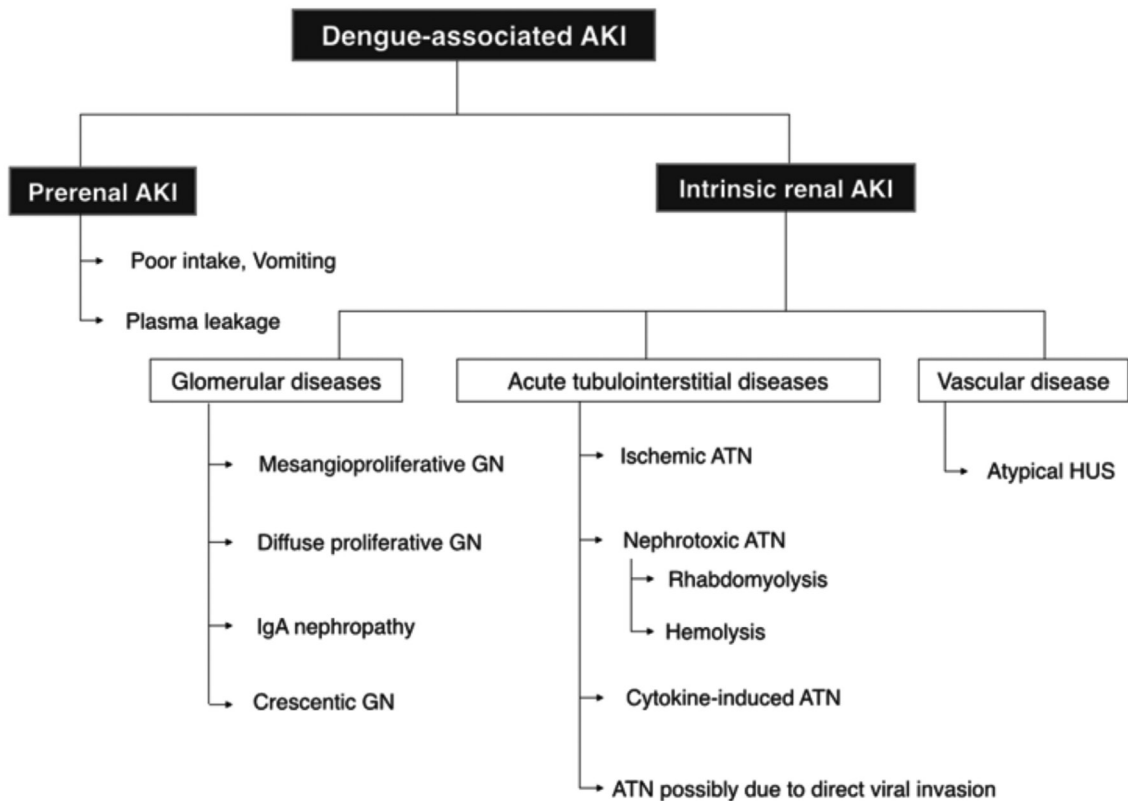 Dengue-associated AKI
Prerenal AKI
Intrinsic renal AKI
Poor intake, Vomiting
Plasma leakage
Glomerular diseases
Acute tubulointerstitial diseases
Vascular disease
Mesangioproliferative GN
Diffuse proliferative GN
IgA nephropathy
Crescentic GN
Ischemic ATN
Nephrotoxic ATN
Rhabdomyolysis
Hemolysis
Cytokine-induced ATN
ATN possibly due to direct viral invasion
Atypical HUS